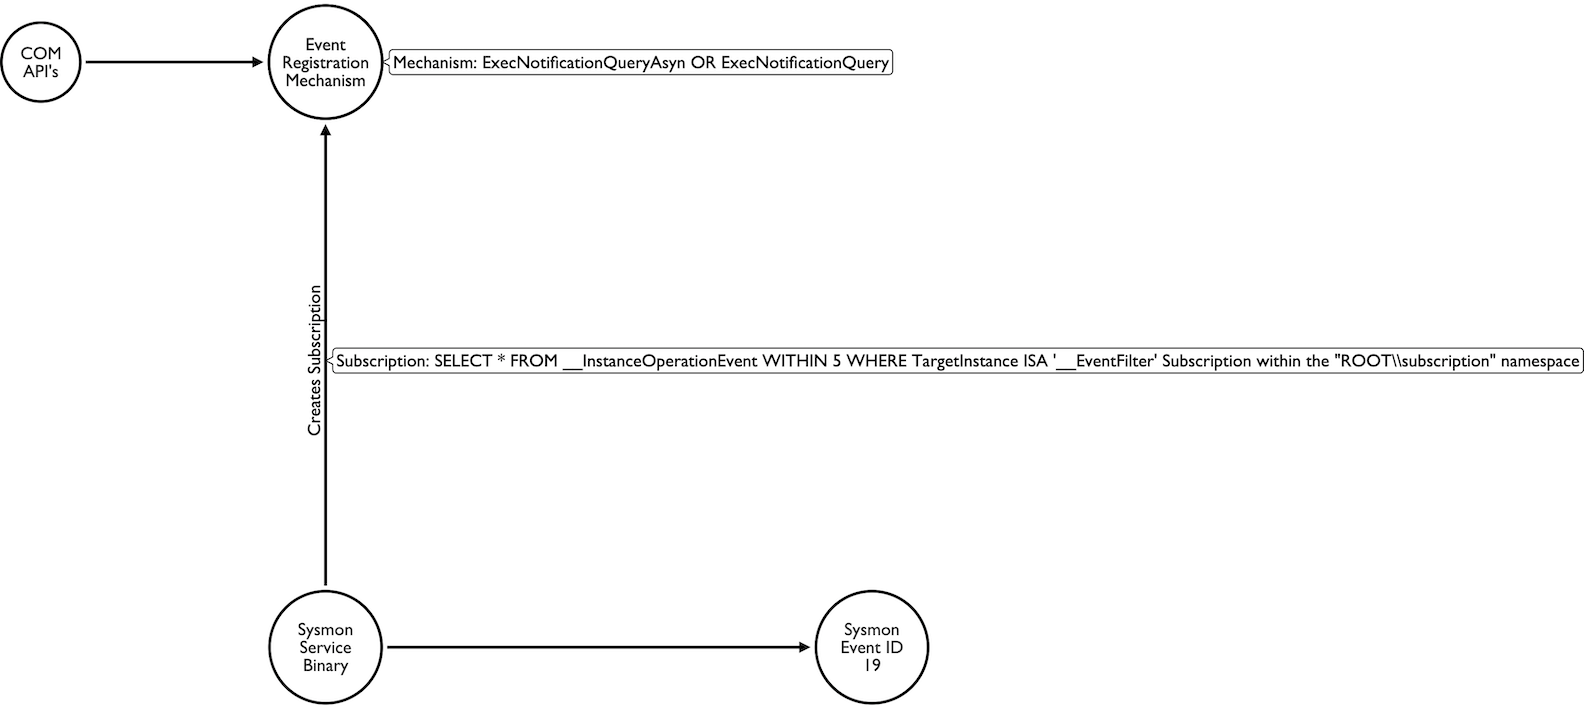 COM
API's
Event
Registration
Mechanism
Mechanism: ExecNotificationQueryAsyn OR ExecNotificationQuery
Creates Subscription
Subscription: SELECT * FROM __InstanceOperationEvent WITHIN 5 WHERE TargetInstance ISA '__EventFilter' Subscription within the "ROOT\\subscription" namespace
Sysmon
Service
Binary
Sysmon
Event ID
19